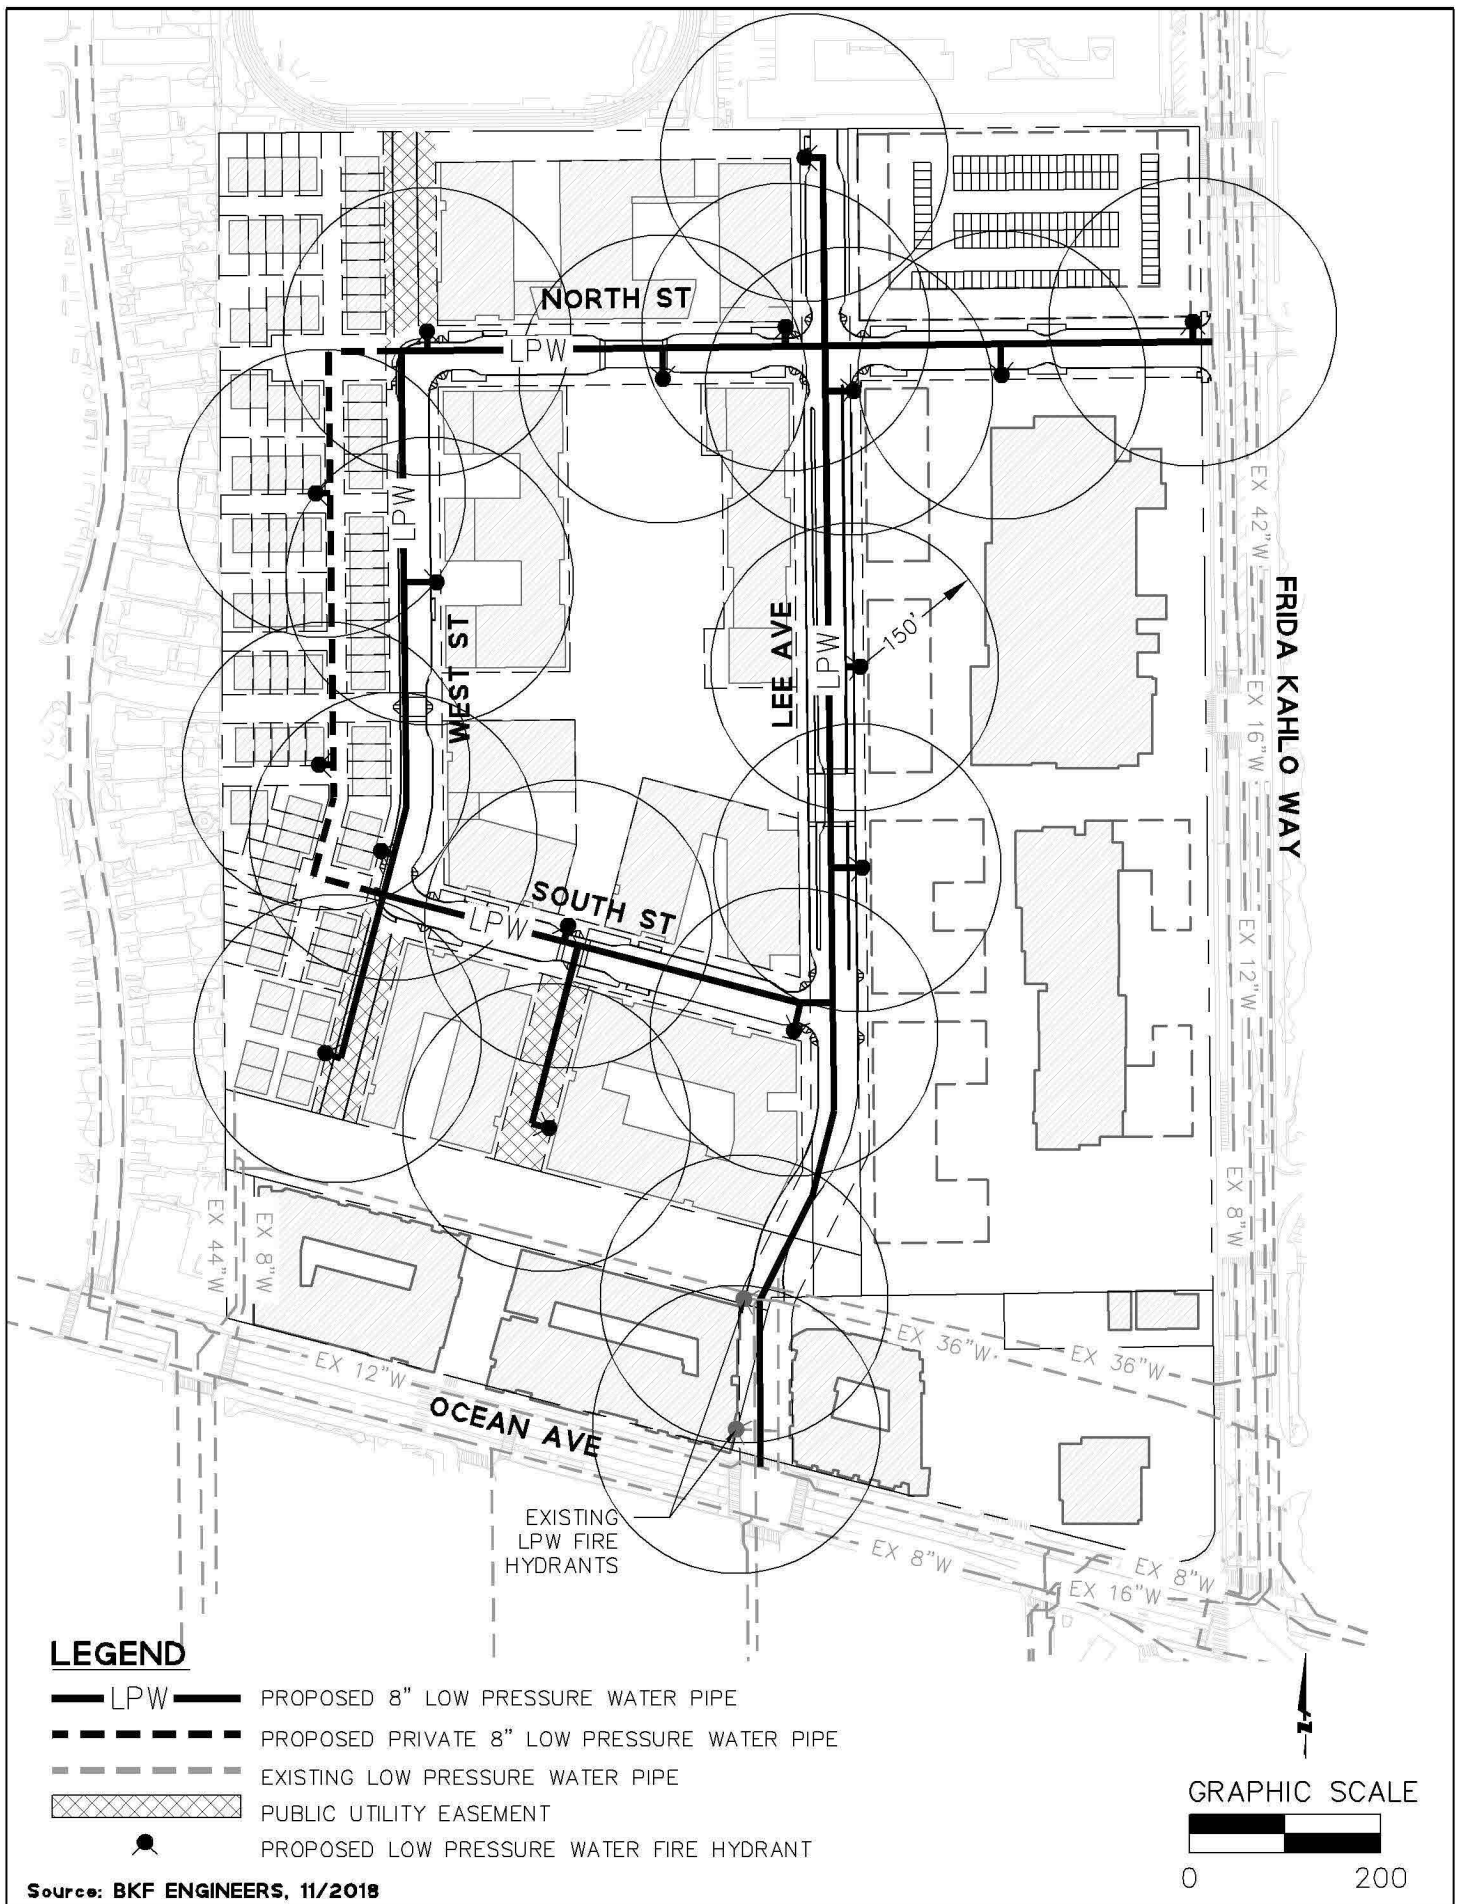 NORTH ST
LPW
EX 42"W
LPW
FRIDA KAHLO WAY
150'
LEE AVE
LPW
WEST ST
EX 16"W
SOUTH ST
LPW
EX 12"W
EX 8"W
EX 44"W
EX 8"W
EX 36"W
EX 36"W
EX 12"W
OCEAN AVE
EXISTING
LPW FIRE
HYDRANTS
EX 8"W
EX 8"W
EX 16"W
LEGEND
LPW PROPOSED 8" LOW PRESSURE WATER PIPE
PROPOSED PRIVATE 8" LOW PRESSURE WATER PIPE
EXISTING LOW PRESSURE WATER PIPE
PUBLIC UTILITY EASEMENT
PROPOSED LOW PRESSURE WATER FIRE HYDRANT
Source: BKF ENGINEERS, 11/2018
N
GRAPHIC SCALE
0 200